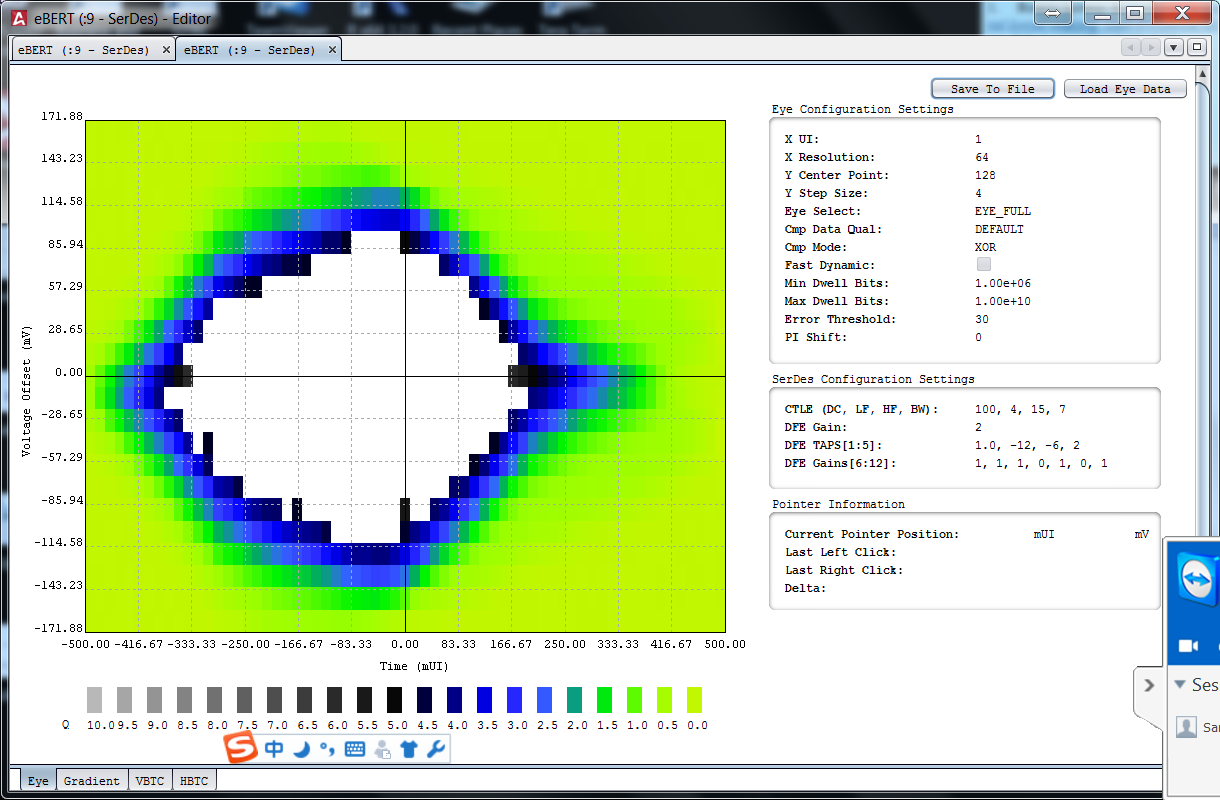 eBERT (:9 - SerDes) - Editor
eBERT (:9 - SerDes) eBERT (:9 - SerDes)
Save To File Load Eye Data
Eye Configuration Settings
X UI: 1
X Resolution: 64
Y Center Point: 128
Y Step Size: 4
Eye Select: EYE_FULL
Cmp Data Qual: DEFAULT
Cmp Mode: XOR
Fast Dynamic:
Min Dwell Bits: 1.00e+06
Max Dwell Bits: 1.00e+10
Error Threshold: 30
PI Shift: 0
SerDes Configuration Settings
CTLE (DC, LF, HF, BW): 100, 4, 15, 7
DFE Gain: 2
DFE TAPS[1:5]: 1.0, -12, -6, 2
DFE Gains[6:12]: 1, 1, 1, 0, 1, 0, 1
Pointer Information
Current Pointer Position: mUI mV
Last Left Click:
Last Right Click:
Delta:
171.88
143.23
114.58
85.94
57.29
28.65
0.00
-28.65
-57.29
-85.94
-114.58
-143.23
-171.88
Voltage Offset (mV)
-500.00 -416.67 -333.33 -250.00 -166.67 -83.33 0.00 83.33 166.67 250.00 333.33 416.67 500.00
Time (mUI)
Q 10.0 9.5 9.0 8.5 8.0 7.5 7.0 6.5 6.0 5.5 5.0 4.5 4.0 3.5 3.0 2.5 2.0 1.5 1.0 0.5 0.0
S 中
Eye Gradient VBTC HBTC
Ses